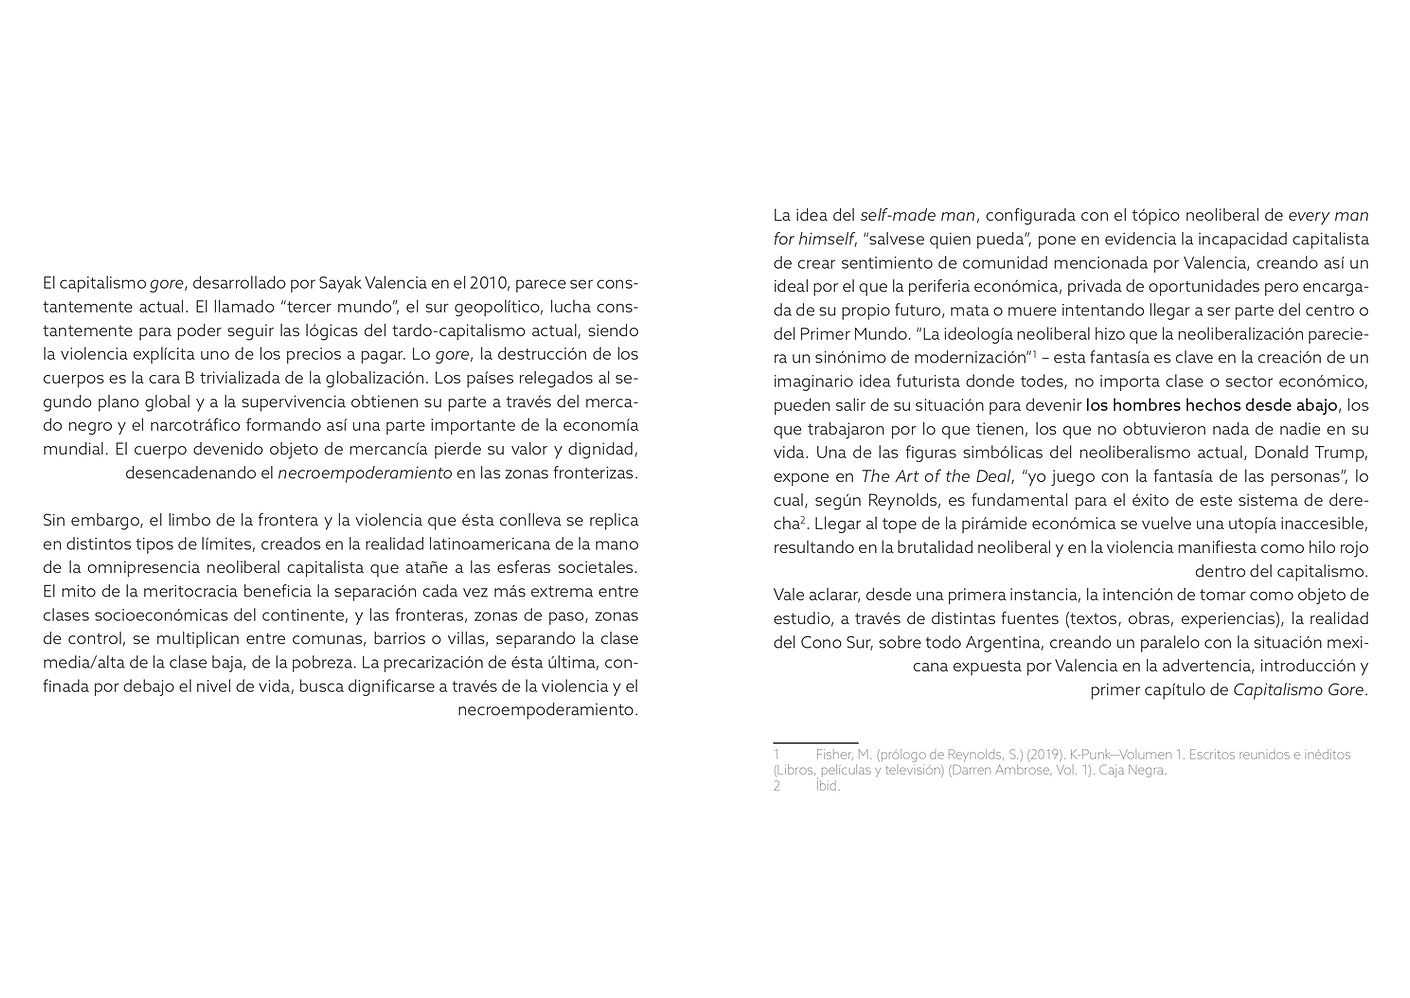 El capitalismo gore, desarrollado por Sayak Valencia en el 2010, parece ser cons-
tantemente actual. El llamado “tercer mundo”, el sur geopolítico, lucha cons-
tantemente para poder seguir las lógicas del tardo-capitalismo actual, siendo
la violencia explícita uno de los precios a pagar. Lo gore, la destrucción de los
cuerpos es la cara B trivializada de la globalización. Los países relegados al se-
gundo plano global y a la supervivencia obtienen su parte a través del merca-
do negro y el narcotráfico formando así una parte importante de la economía
mundial. El cuerpo devenido objeto de mercancía pierde su valor y dignidad,
desencadenando el necroempoderamiento en las zonas fronterizas.
Sin embargo, el limbo de la frontera y la violencia que ésta conlleva se replica
en distintos tipos de límites, creados en la realidad latinoamericana de la mano
de la omnipresencia neoliberal capitalista que atañe a las esferas societales.
El mito de la meritocracia beneficia la separación cada vez más extrema entre
clases socioeconómicas del continente, y las fronteras, zonas de paso, zonas
de control, se multiplican entre comunas, barrios o villas, separando la clase
media/alta de la clase baja, de la pobreza. La precarización de ésta última, con-
finada por debajo el nivel de vida, busca dignificarse a través de la violencia y el
necroempoderamiento.
La idea del self-made man, configurada con el tópico neoliberal de every man
for himself, “salvese quien pueda”, pone en evidencia la incapacidad capitalista
de crear sentimiento de comunidad mencionada por Valencia, creando así un
ideal por el que la periferia económica, privada de oportunidades pero encarga-
da de su propio futuro, mata o muere intentando llegar a ser parte del centro o
del Primer Mundo. “La ideología neoliberal hizo que la neoliberalización parecie-
ra un sinónimo de modernización”1 – esta fantasía es clave en la creación de un
imaginario idea futurista donde todes, no importa clase o sector económico,
pueden salir de su situación para devenir los hombres hechos desde abajo, los
que trabajaron por lo que tienen, los que no obtuvieron nada de nadie en su
vida. Una de las figuras simbólicas del neoliberalismo actual, Donald Trump,
expone en The Art of the Deal, “yo juego con la fantasía de las personas”, lo
cual, según Reynolds, es fundamental para el éxito de este sistema de dere-
cha2. Llegar al tope de la pirámide económica se vuelve una utopía inaccesible,
resultando en la brutalidad neoliberal y en la violencia manifiesta como hilo rojo
dentro del capitalismo.
Vale aclarar, desde una primera instancia, la intención de tomar como objeto de
estudio, a través de distintas fuentes (textos, obras, experiencias), la realidad
del Cono Sur, sobre todo Argentina, creando un paralelo con la situación mexi-
cana expuesta por Valencia en la advertencia, introducción y
primer capítulo de Capitalismo Gore.
1 Fisher, M. (prólogo de Reynolds, S.) (2019). K-Punk—Volumen 1. Escritos reunidos e inéditos
(Libros, películas y televisión) (Darren Ambrose, Vol. 1). Caja Negra.
2 Íbid.